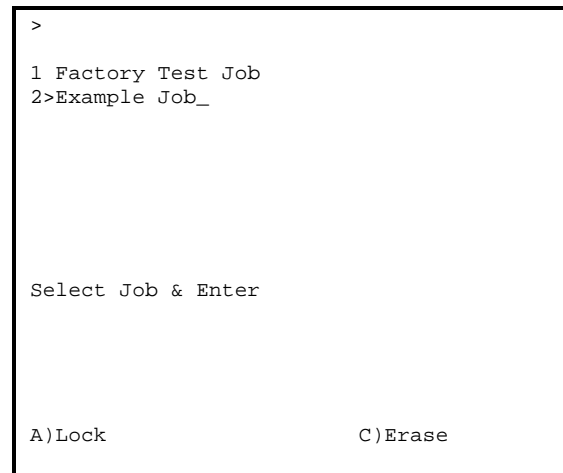 >
1 Factory Test Job
2>Example Job_
Select Job & Enter
A)Lock C)Erase